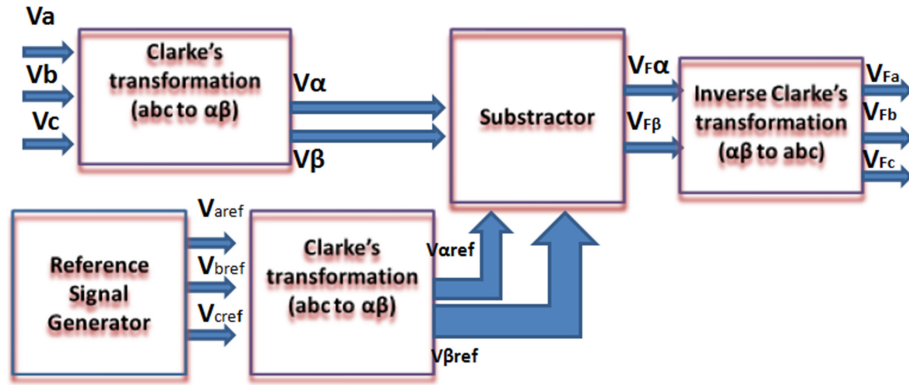 Va
Vb
Vc
Clarke's
transformation
(abc to αβ)
Vα
Vβ
Substractor
VFα
VFβ
Inverse Clarke's
transformation
(αβ to abc)
VFa
VFb
VFc
Reference
Signal
Generator
Varef
Vbref
Vcref
Clarke's
transformation
(abc to αβ)
Vαref
Vβref